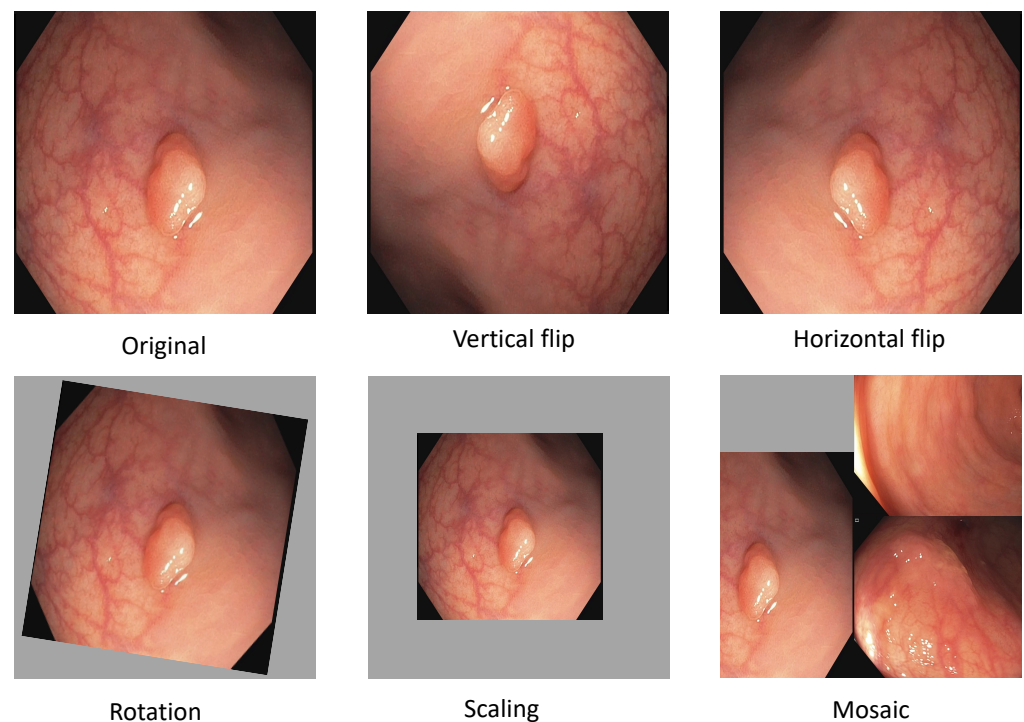 Original
Vertical flip
Horizontal flip
Rotation
Scaling
Mosaic